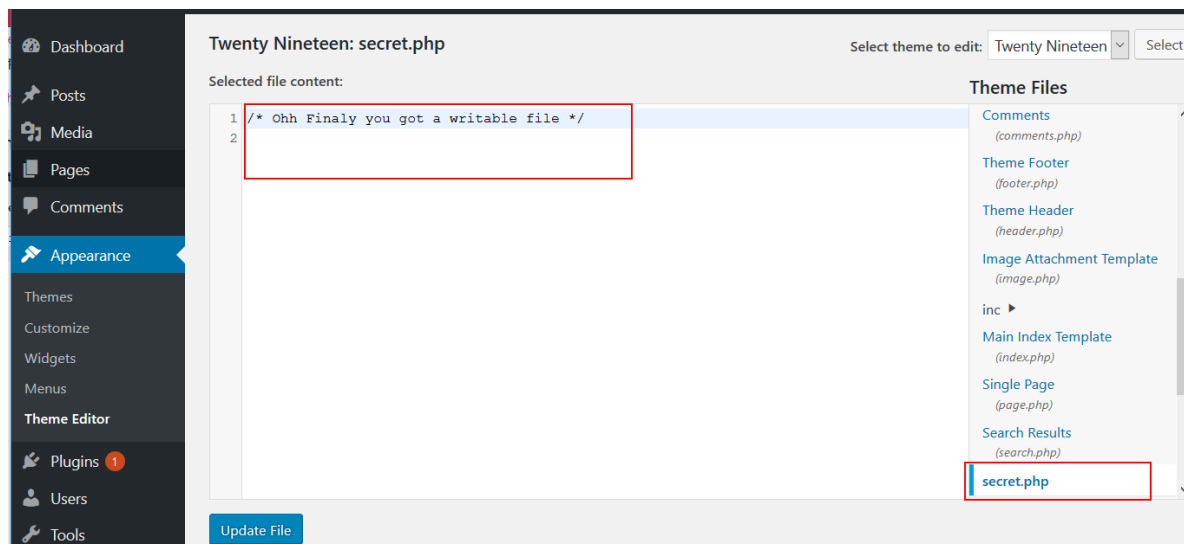 Dashboard
Posts
Media
Pages
Comments
Appearance
Themes
Customize
Widgets
Menus
Theme Editor
Plugins 1
Users
Tools
Twenty Nineteen: secret.php
Select theme to edit: Twenty Nineteen Select
Selected file content:
1 /* Ohh Finaly you got a writable file */
2
Update File
Theme Files
Comments
(comments.php)
Theme Footer
(footer.php)
Theme Header
(header.php)
Image Attachment Template
(image.php)
inc
Main Index Template
(index.php)
Single Page
(page.php)
Search Results
(search.php)
secret.php